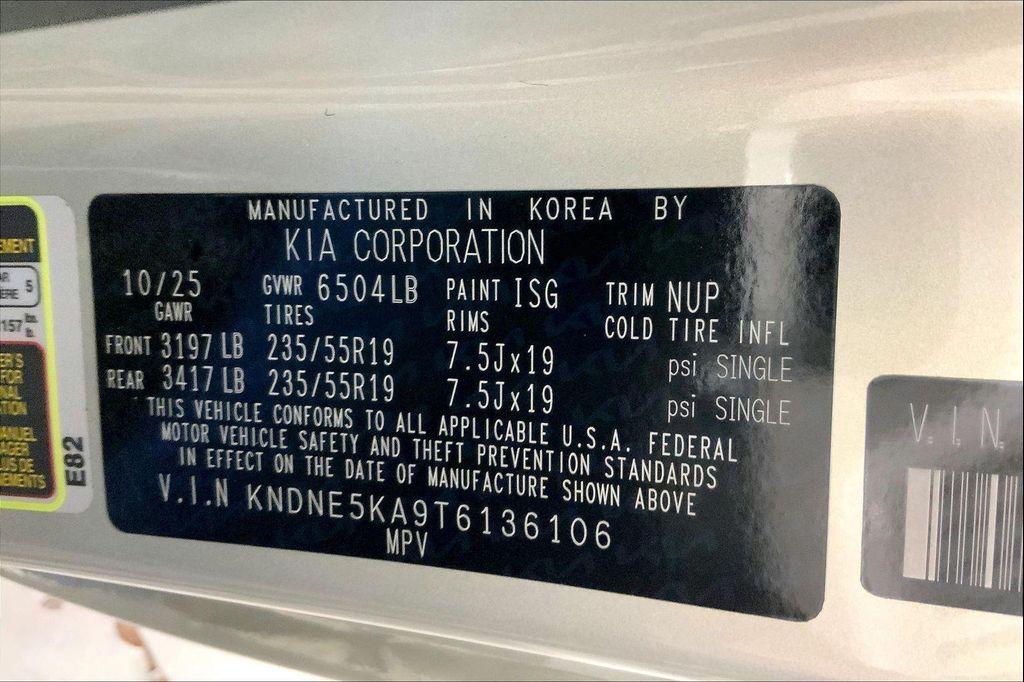 MANUFACTURED IN KOREA BY
KIA CORPORATION
10/25 GVWR 6504LB PAINT ISG TRIM NUP
GAWR TIRES RIMS COLD TIRE INFL
FRONT 3197 LB 235/55R19 7.5Jx19 psi SINGLE
REAR 3417 LB 235/55R19 7.5Jx19 psi SINGLE
THIS VEHICLE CONFORMS TO ALL APPLICABLE U.S.A. FEDERAL
MOTOR VEHICLE SAFETY AND THEFT PREVENTION STANDARDS
IN EFFECT ON THE DATE OF MANUFACTURE SHOWN ABOVE
V.I.N KNDNE5KA9T6136106
MPV
E82
V.I.N
5
157
FOR